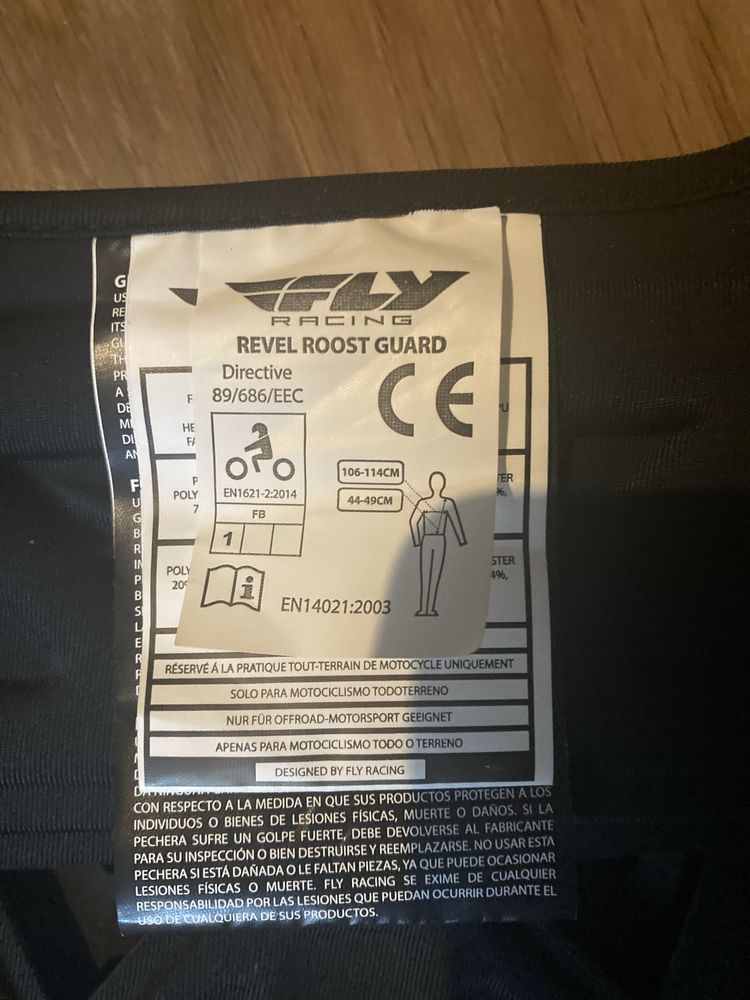 FLY
RACING
REVEL ROOST GUARD
Directive
89/686/EEC
CE
EN1621-2:2014
FB
1
106-114CM
44-49CM
i
EN14021:2003
RÉSERVÉ Á LA PRATIQUE TOUT-TERRAIN DE MOTOCYCLE UNIQUEMENT
SOLO PARA MOTOCICLISMO TODOTERRENO
NUR FÜR OFFROAD-MOTORSPORT GEEIGNET
APENAS PARA MOTOCICLISMO TODO O TERRENO
DESIGNED BY FLY RACING
CON RESPECTO A LA MEDIDA EN QUE SUS PRODUCTOS PROTEGEN A LOS
INDIVIDUOS O BIENES DE LESIONES FÍSICAS, MUERTE O DAÑOS. SI LA
PECHERA SUFRE UN GOLPE FUERTE, DEBE DEVOLVERSE AL FABRICANTE
PARA SU INSPECCIÓN O BIEN DESTRUIRSE Y REEMPLAZARSE. NO USAR ESTA
PECHERA SI ESTÁ DAÑADA O LE FALTAN PIEZAS, YA QUE PUEDE OCASIONAR
LESIONES FÍSICAS O MUERTE. FLY RACING SE EXIME DE CUALQUIER
RESPONSABILIDAD POR LAS LESIONES QUE PUEDAN OCURRIR DURANTE EL
USO DE CUALQUIERA DE SUS PRODUCTOS.